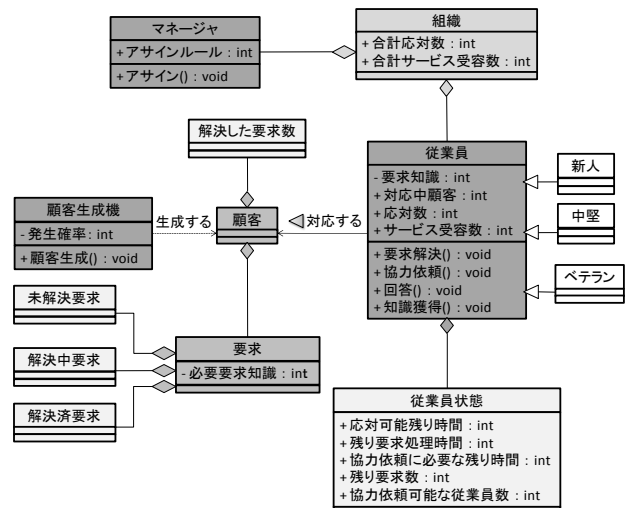 マネージャ
+ アサインルール : int
+ アサイン() : void
組織
+ 合計応対数 : int
+ 合計サービス受容数 : int
解決した要求数
従業員
- 要求知識 : int
+ 対応中顧客 : int
+ 応対数 : int
+ サービス受容数 : int
+ 要求解決() : void
+ 協力依頼() : void
+ 回答() : void
+ 知識獲得() : void
新人
中堅
ベテラン
顧客生成機
- 発生確率: int
+ 顧客生成() : void
生成する
顧客
対応する
未解決要求
解決中要求
解決済要求
要求
- 必要要求知識 : int
従業員状態
+ 応対可能残り時間 : int
+ 残り要求処理時間 : int
+ 協力依頼に必要な残り時間 : int
+ 残り要求数 : int
+ 協力依頼可能な従業員数 : int